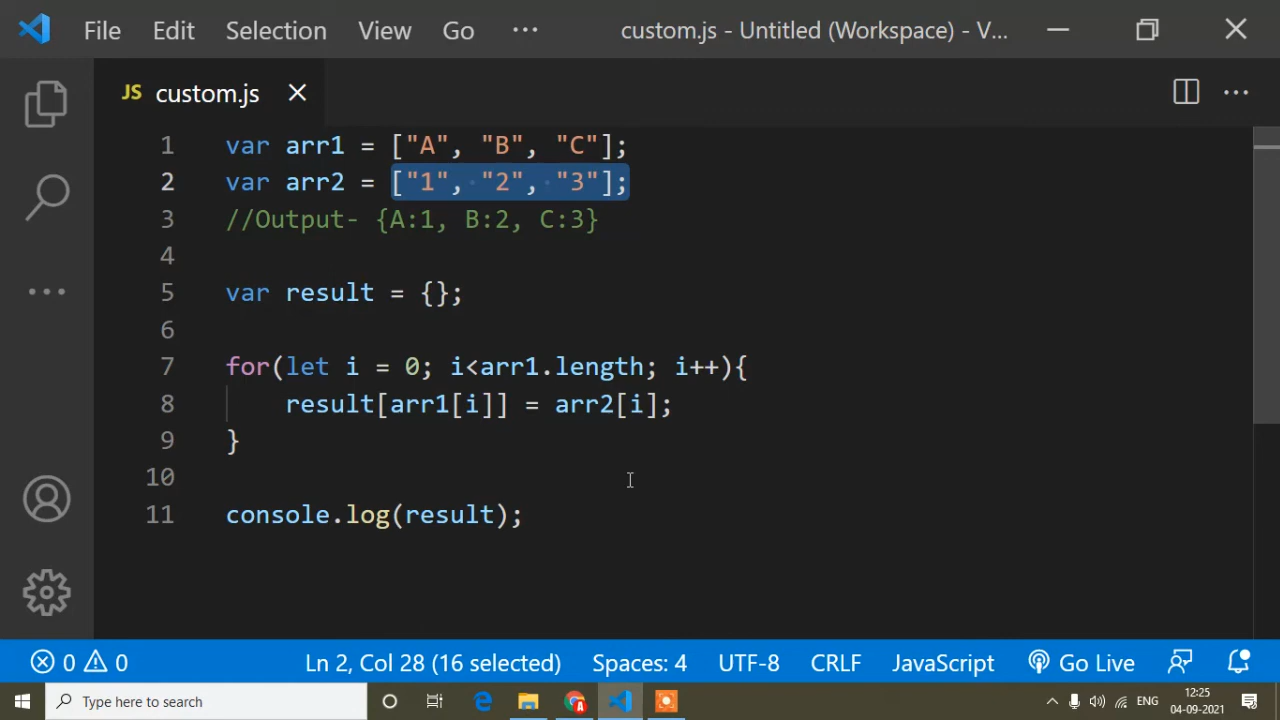 File Edit Selection View Go ··· custom.js - Untitled (Workspace) - V...
JS custom.js
1 var arr1 = ["A", "B", "C"];
2 var arr2 = ["1", "2", "3"];
3 //Output- {A:1, B:2, C:3}
4
5 var result = {};
6
7 for(let i = 0; i<arr1.length; i++){
8 result[arr1[i]] = arr2[i];
9 }
10
11 console.log(result);
0 0 Ln 2, Col 28 (16 selected) Spaces: 4 UTF-8 CRLF JavaScript Go Live
Type here to search ENG 12:25
04-09-2021